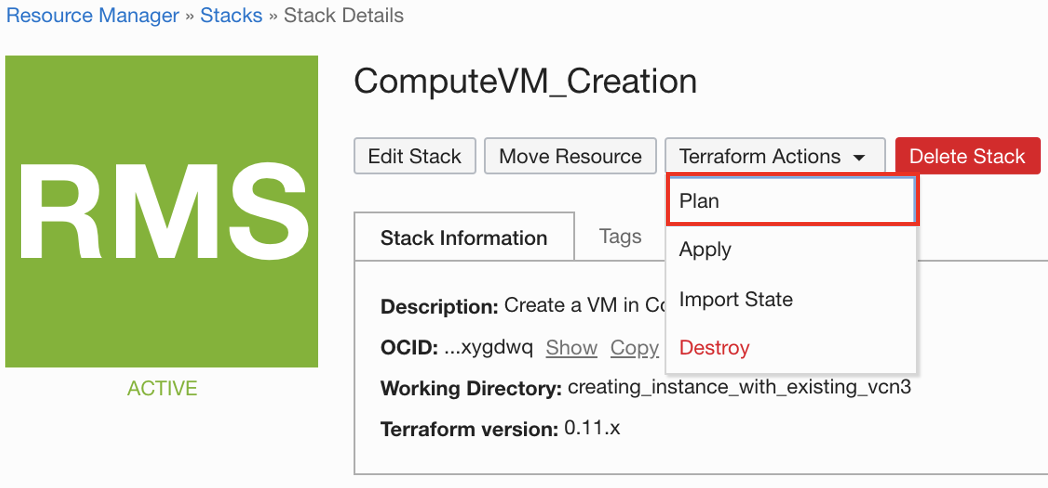 Resource Manager » Stacks » Stack Details
RMS
ACTIVE
ComputeVM_Creation
Edit Stack Move Resource Terraform Actions Delete Stack
Plan
Apply
Import State
Destroy
Stack Information Tags
Description: Create a VM in
OCID: ...xygdwq Show Copy
Working Directory: creating_instance_with_existing_vcn3
Terraform version: 0.11.x